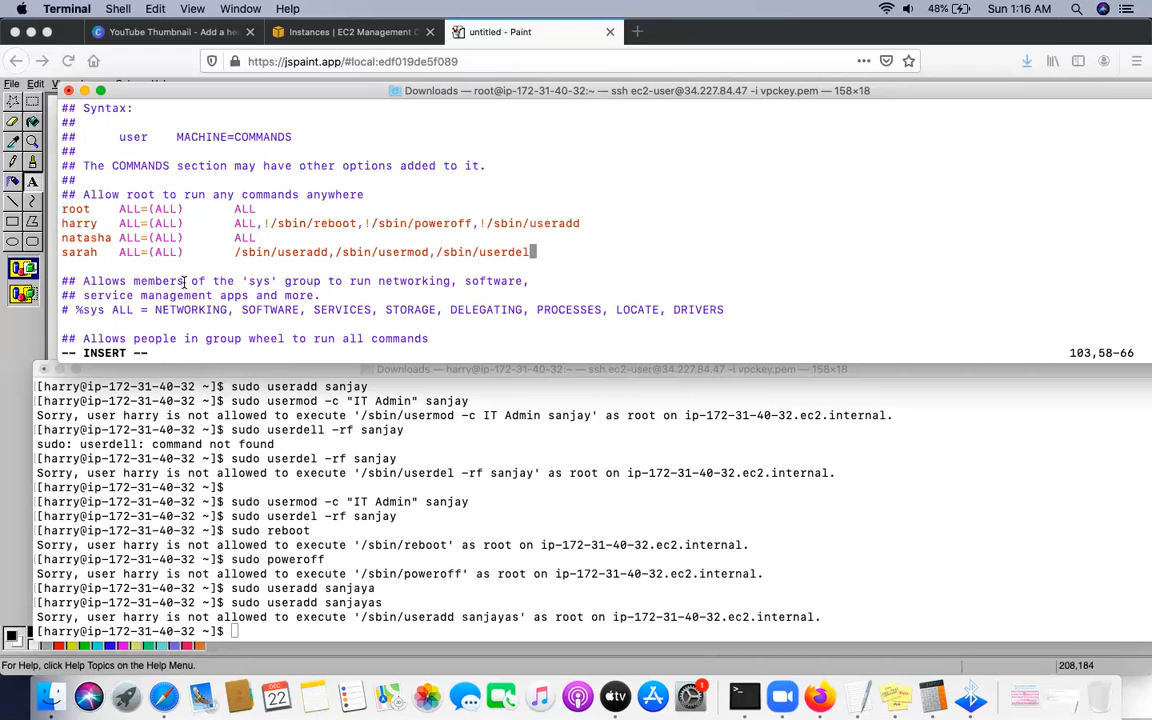 Terminal Shell Edit View Window Help 48% Sun 1:16 AM
YouTube Thumbnail - Add a he Instances | EC2 Management C untitled - Paint
https://jspaint.app/#local:edf019de5f089
File Edit
Downloads — root@ip-172-31-40-32:~ — ssh ec2-user@34.227.84.47 -i vpckey.pem — 158×18
## Syntax:
##
## user MACHINE=COMMANDS
##
## The COMMANDS section may have other options added to it.
##
## Allow root to run any commands anywhere
root ALL=(ALL) ALL
harry ALL=(ALL) ALL,!/sbin/reboot,!/sbin/poweroff,!/sbin/useradd
natasha ALL=(ALL) ALL
sarah ALL=(ALL) /sbin/useradd,/sbin/usermod,/sbin/userdel
## Allows members of the 'sys' group to run networking, software,
## service management apps and more.
# %sys ALL = NETWORKING, SOFTWARE, SERVICES, STORAGE, DELEGATING, PROCESSES, LOCATE, DRIVERS
## Allows people in group wheel to run all commands
-- INSERT -- 103,58-66
Downloads — harry@ip-172-31-40-32:~ — ssh ec2-user@34.227.84.47 -i vpckey.pem — 158×18
[harry@ip-172-31-40-32 ~]$ sudo useradd sanjay
[harry@ip-172-31-40-32 ~]$ sudo usermod -c "IT Admin" sanjay
Sorry, user harry is not allowed to execute '/sbin/usermod -c IT Admin sanjay' as root on ip-172-31-40-32.ec2.internal.
[harry@ip-172-31-40-32 ~]$ sudo userdell -rf sanjay
sudo: userdell: command not found
[harry@ip-172-31-40-32 ~]$ sudo userdel -rf sanjay
Sorry, user harry is not allowed to execute '/sbin/userdel -rf sanjay' as root on ip-172-31-40-32.ec2.internal.
[harry@ip-172-31-40-32 ~]$
[harry@ip-172-31-40-32 ~]$ sudo usermod -c "IT Admin" sanjay
[harry@ip-172-31-40-32 ~]$ sudo userdel -rf sanjay
[harry@ip-172-31-40-32 ~]$ sudo reboot
Sorry, user harry is not allowed to execute '/sbin/reboot' as root on ip-172-31-40-32.ec2.internal.
[harry@ip-172-31-40-32 ~]$ sudo poweroff
Sorry, user harry is not allowed to execute '/sbin/poweroff' as root on ip-172-31-40-32.ec2.internal.
[harry@ip-172-31-40-32 ~]$ sudo useradd sanjaya
[harry@ip-172-31-40-32 ~]$ sudo useradd sanjayas
Sorry, user harry is not allowed to execute '/sbin/useradd sanjayas' as root on ip-172-31-40-32.ec2.internal.
[harry@ip-172-31-40-32 ~]$
For Help, click Help Topics on the Help Menu. 208,184
DEC
22
tv
1